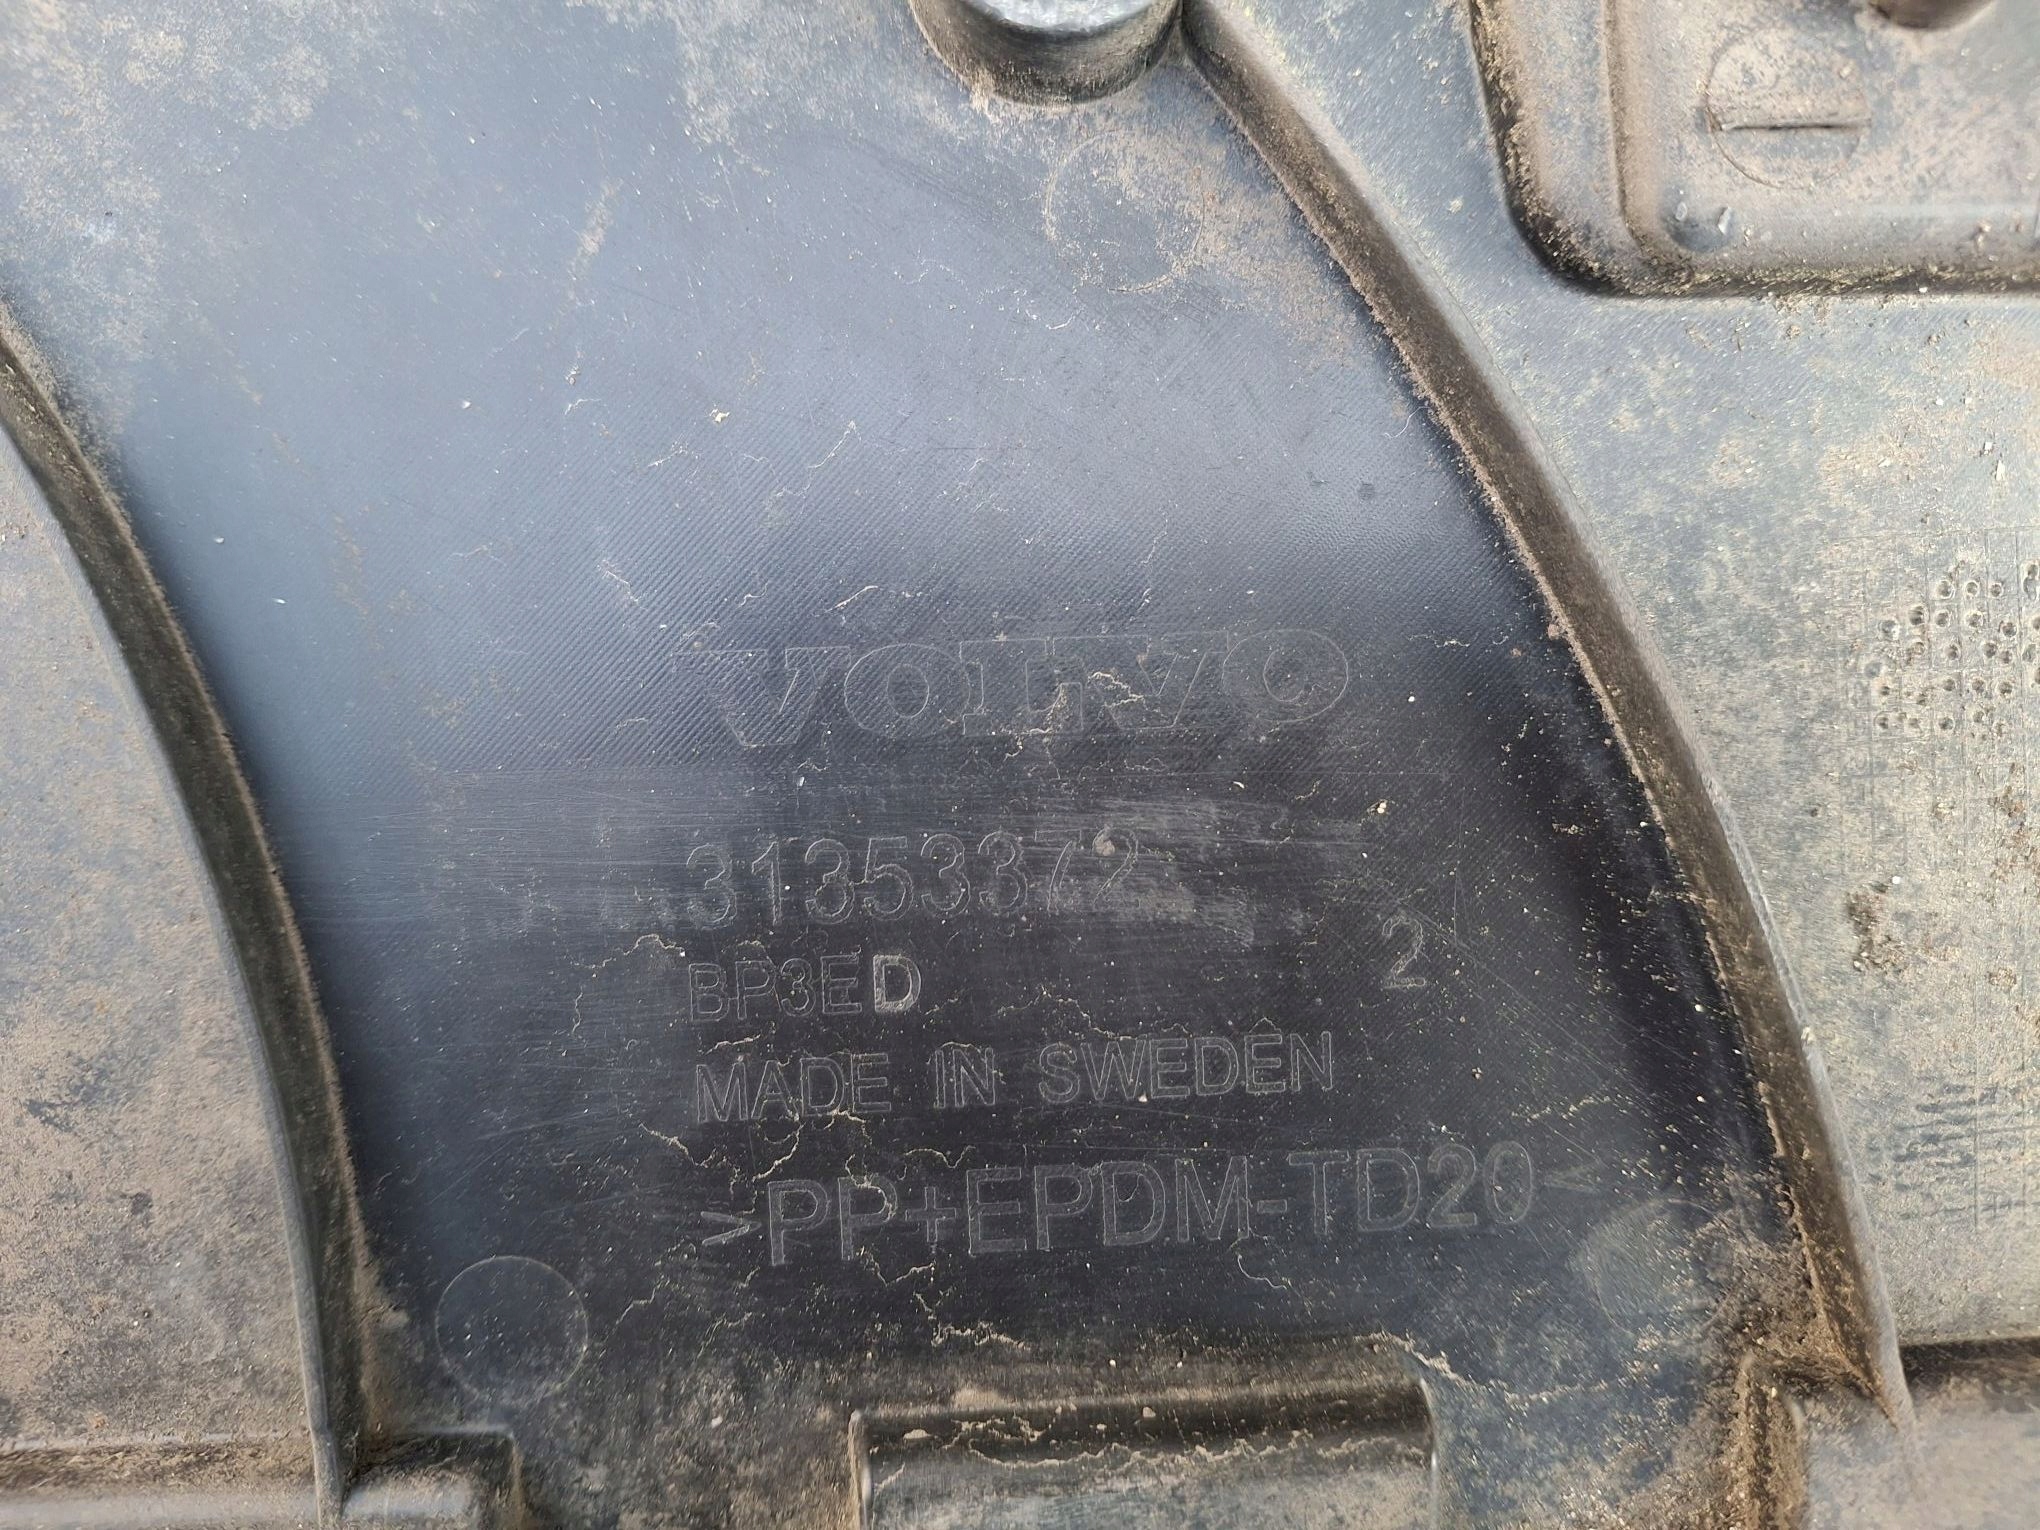 VOLVO
31353372
BP3ED 2
MADE IN SWEDEN
>PP+EPDM-TD20<